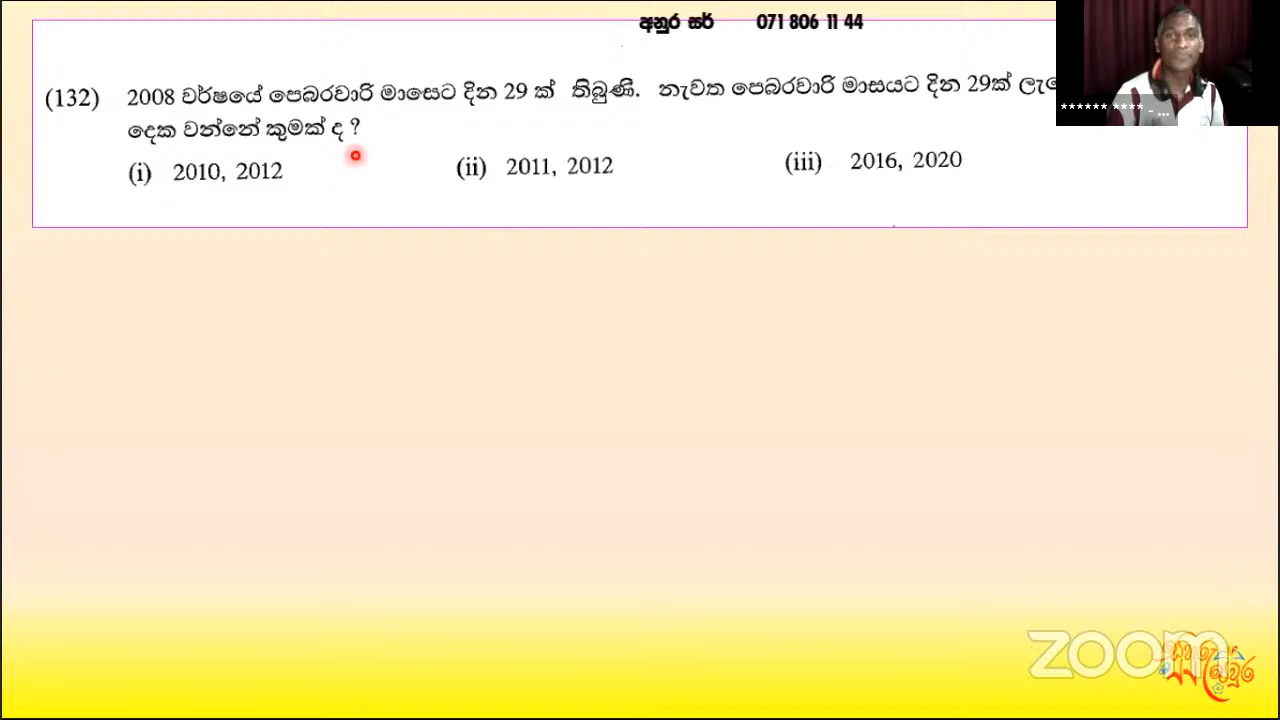 අනුර සර් 071 806 11 44
(132) 2008 වර්ෂයේ පෙබරවාරි මාසෙට දින 29 ක් තිබුණි. නැවත පෙබරවාරි මාසයට දින 29ක්
දෙක වන්නේ කුමක් ද ?
(i) 2010, 2012 (ii) 2011, 2012 (iii) 2016, 2020
****** **** - ...
zoom